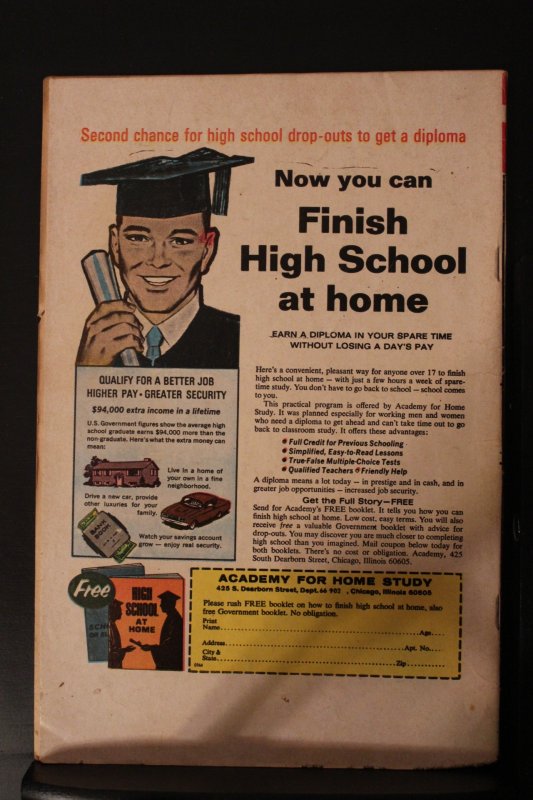 Second chance for high school drop-outs to get a diploma
Now you can
Finish
High School
at home
EARN A DIPLOMA IN YOUR SPARE TIME
WITHOUT LOSING A DAY'S PAY
QUALIFY FOR A BETTER JOB
HIGHER PAY • GREATER SECURITY
$94,000 extra income in a lifetime
U.S. Government figures show the average high
school graduate earns $94,000 more than the
non-graduate. Here's what the extra money can
mean:
Live in a home of
your own in a fine
neighborhood.
Drive a new car, provide
other luxuries for your
family.
BANK
BOOK
Watch your savings account
grow — enjoy real security.
Here's a convenient, pleasant way for anyone over 17 to finish
high school at home — with just a few hours a week of spare-
time study. You don't have to go back to school — school comes
to you.
This practical program is offered by Academy for Home
Study. It was planned especially for working men and women
who need a diploma to get ahead and can't take time out to go
back to classroom study. It offers these advantages:
• Full Credit for Previous Schooling
• Simplified, Easy-to-Read Lessons
• True-False Multiple-Choice Tests
• Qualified Teachers • Friendly Help
A diploma means a lot today — in prestige and in cash, and in
greater job opportunities — increased job security.
Get the Full Story—FREE
Send for Academy's FREE booklet. It tells you how you can
finish high school at home. Low cost, easy terms. You will also
receive free a valuable Government booklet with advice for
drop-outs. You may discover you are much closer to completing
high school than you imagined. Mail coupon below today for
both booklets. There's no cost or obligation. Academy, 425
South Dearborn Street, Chicago, Illinois 60605.
Free
HIGH
SCHOOL
AT
HOME
ACADEMY FOR HOME STUDY
425 S. Dearborn Street, Dept. 66 902 , Chicago, Illinois 60605
Please rush FREE booklet on how to finish high school at home, also
free Government booklet. No obligation.
Print
Name Age
Address Apt. No.
City &
State Zip